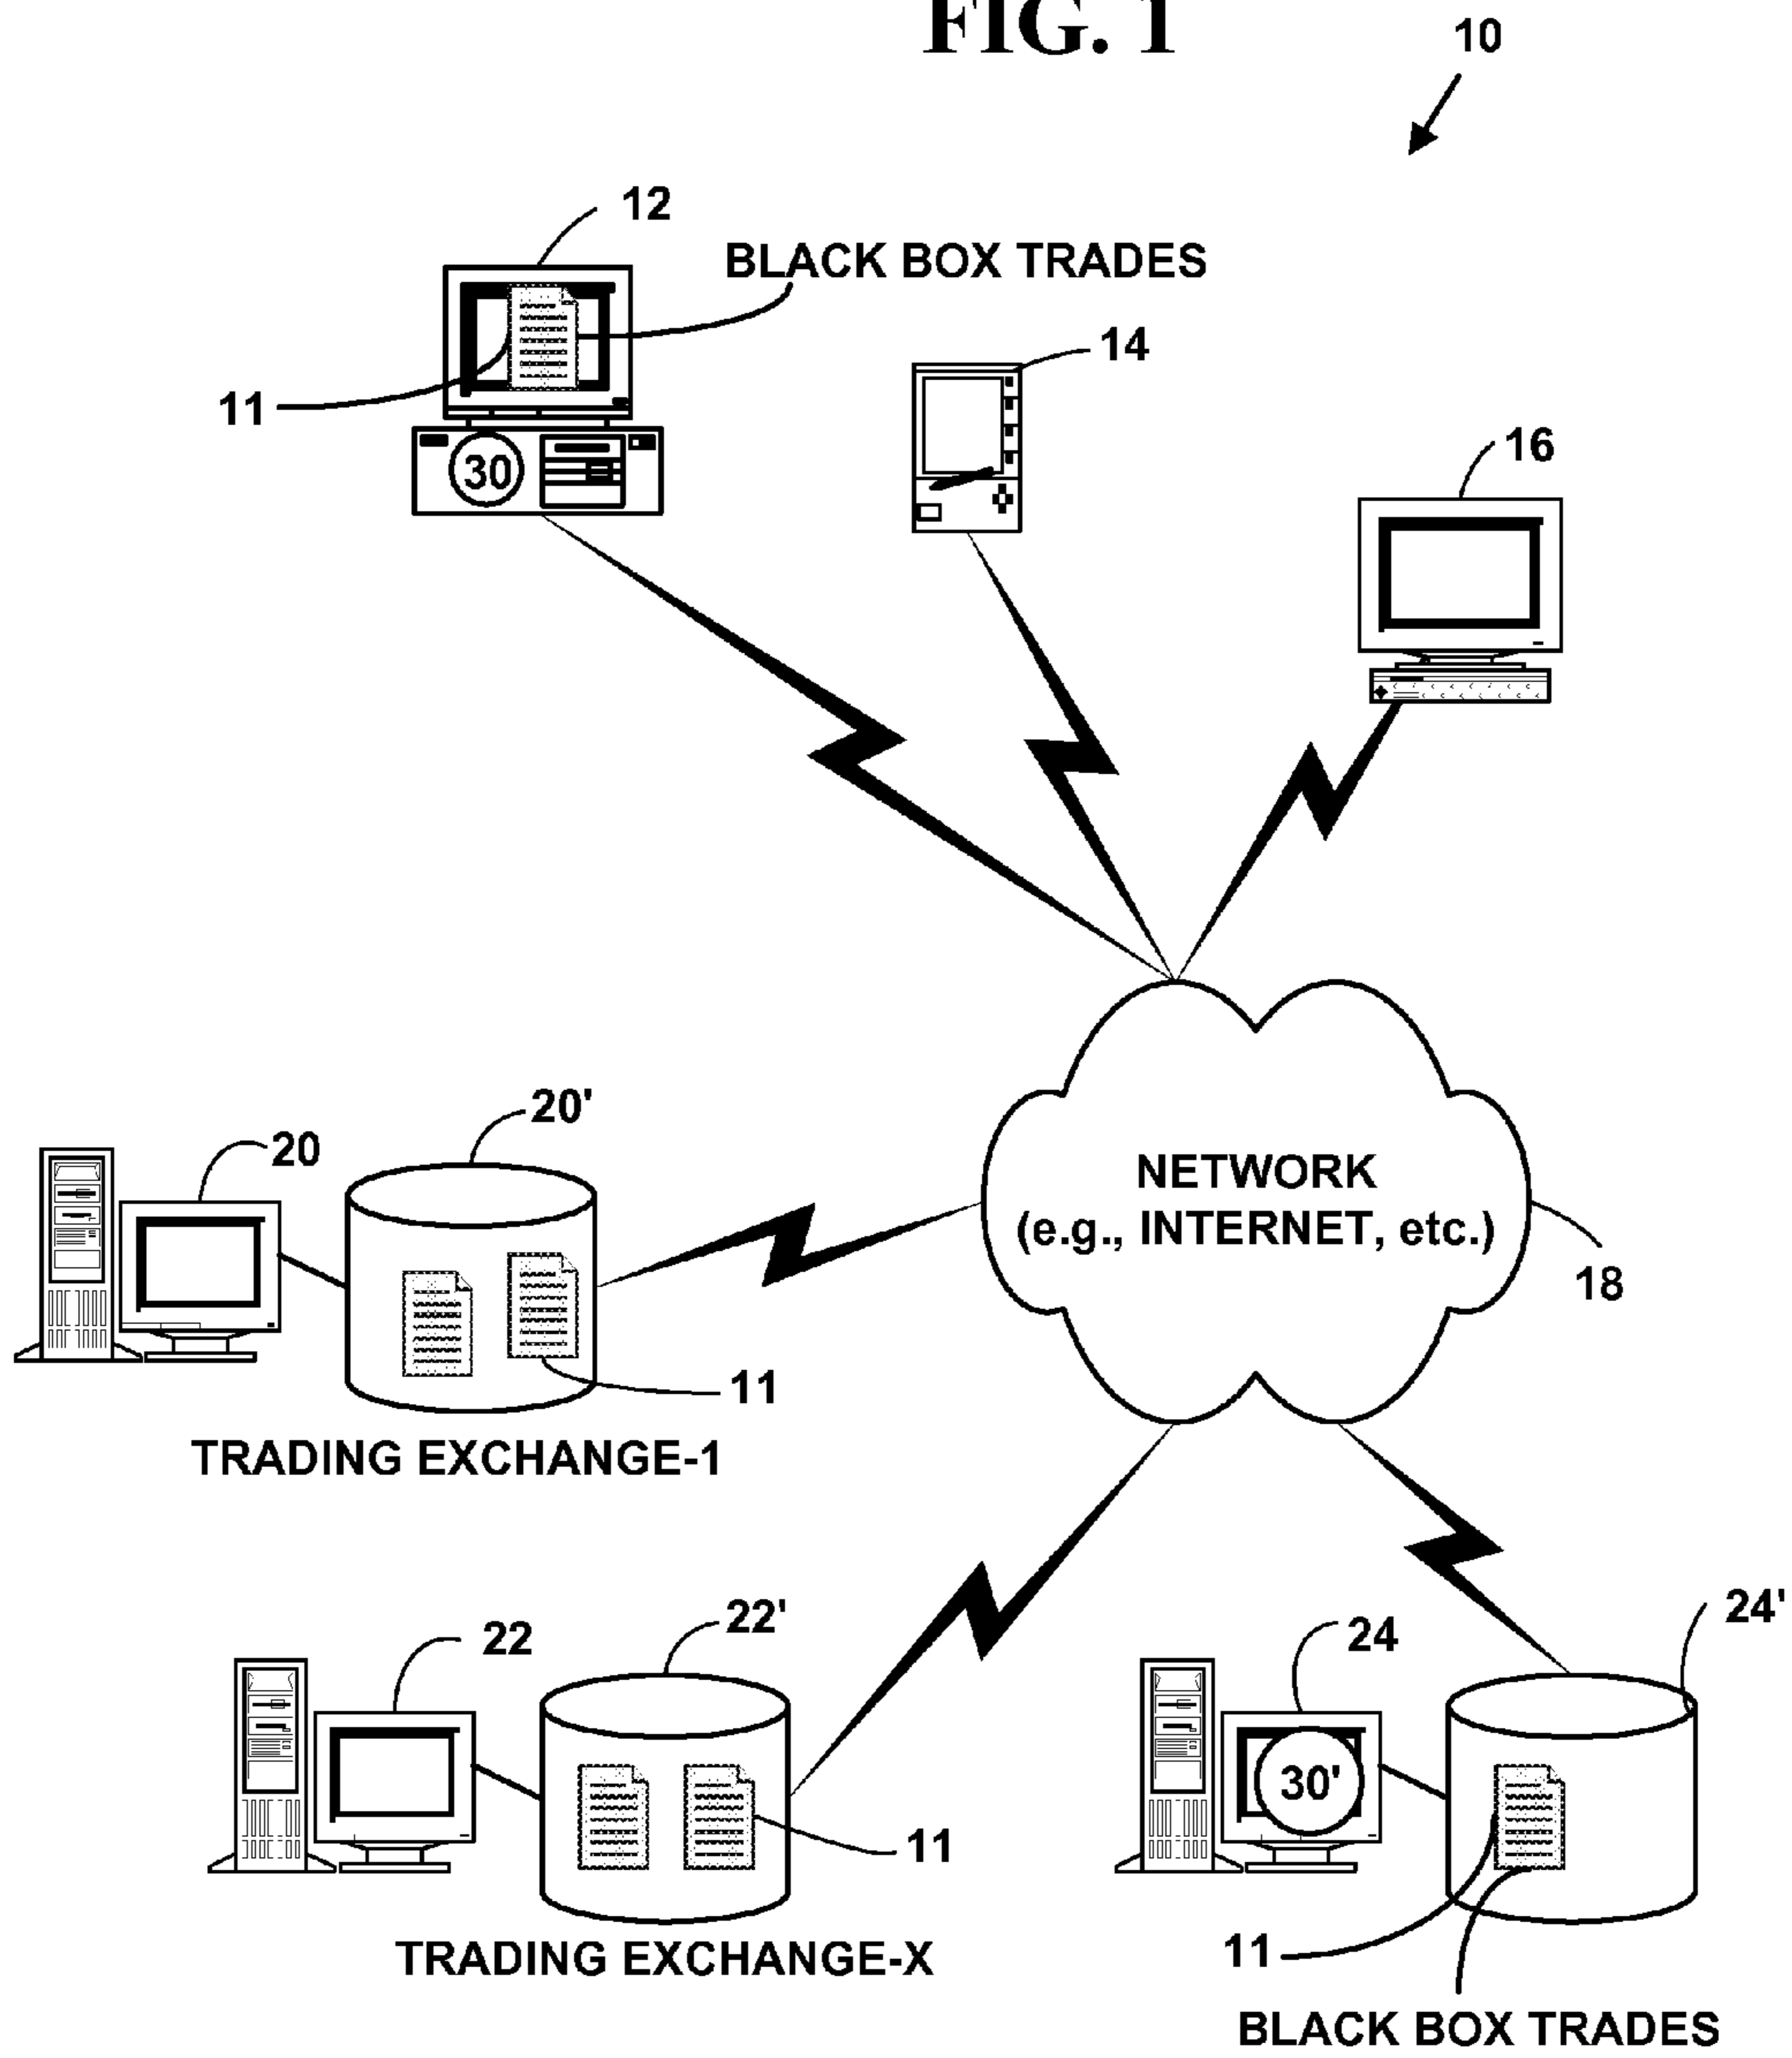 FIG. 1
10
12
BLACK BOX TRADES
14
11
16
30
20'
20
NETWORK
(e.g., INTERNET, etc.)
18
11
TRADING EXCHANGE-1
22'
24'
22
24
30'
11
11
TRADING EXCHANGE-X
BLACK BOX TRADES